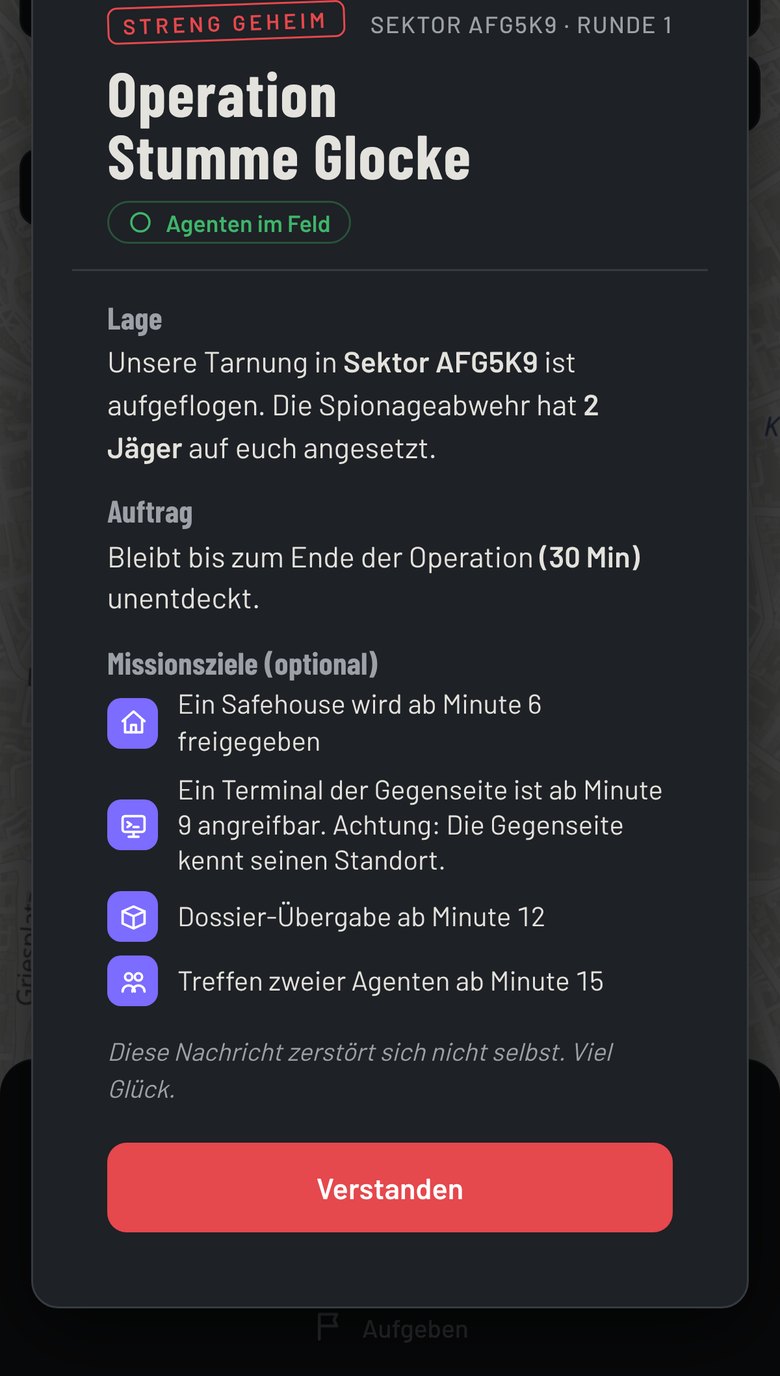 STRENG GEHEIM SEKTOR AFG5K9 · RUNDE 1
Operation
Stumme Glocke
Agenten im Feld
Lage
Unsere Tarnung in Sektor AFG5K9 ist
aufgeflogen. Die Spionageabwehr hat 2
Jäger auf euch angesetzt.
Auftrag
Bleibt bis zum Ende der Operation (30 Min)
unentdeckt.
Missionsziele (optional)
Ein Safehouse wird ab Minute 6
freigegeben
Ein Terminal der Gegenseite ist ab Minute
9 angreifbar. Achtung: Die Gegenseite
kennt seinen Standort.
Dossier-Übergabe ab Minute 12
Treffen zweier Agenten ab Minute 15
Diese Nachricht zerstört sich nicht selbst. Viel
Glück.
Verstanden
Aufgeben